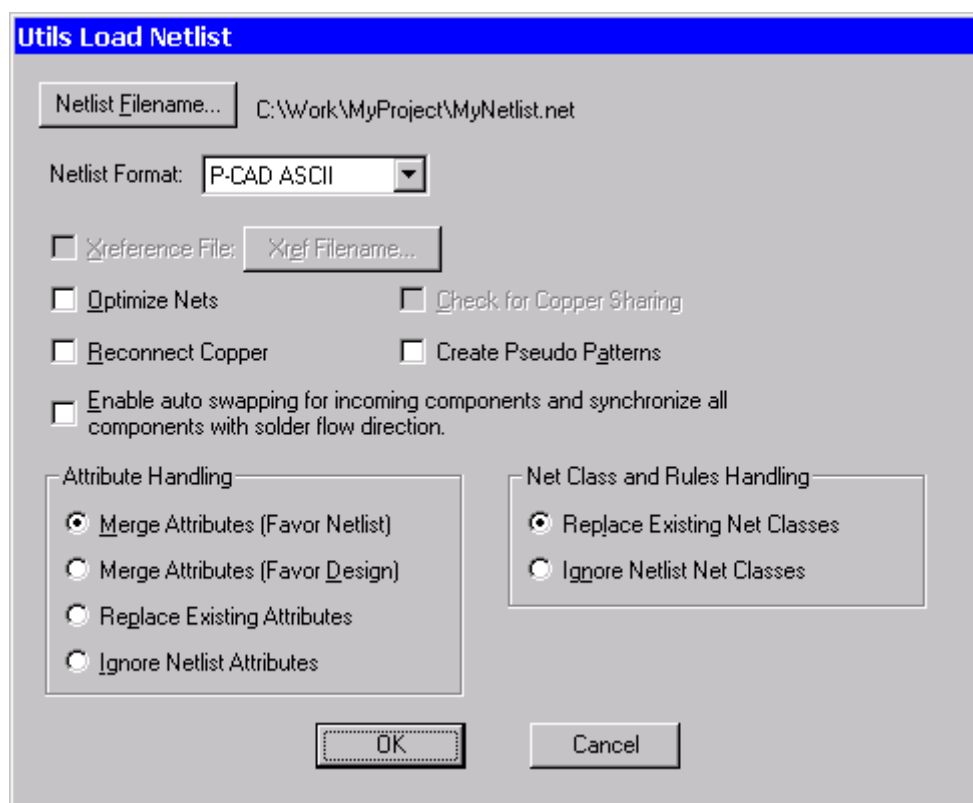 Utils Load Netlist
Netlist Filename... C:\Work\MyProject\MyNetlist.net
Netlist Format: P-CAD ASCII
Xreference File: Xref Filename...
Optimize Nets Check for Copper Sharing
Reconnect Copper Create Pseudo Patterns
Enable auto swapping for incoming components and synchronize all
components with solder flow direction.
Attribute Handling Net Class and Rules Handling
Merge Attributes (Favor Netlist) Replace Existing Net Classes
Merge Attributes (Favor Design) Ignore Netlist Net Classes
Replace Existing Attributes
Ignore Netlist Attributes
OK Cancel